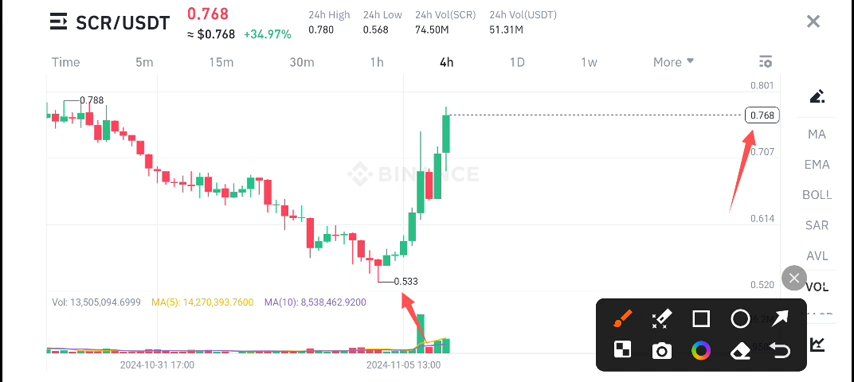 SCR/USDT
0.768
≈ $0.768 +34.97%
24h High
0.780
24h Low
0.568
24h Vol(SCR)
74.50M
24h Vol(USDT)
51.31M
Time 5m 15m 30m 1h 4h 1D 1w More
0.788
0.801
0.768
0.707
0.614
0.520
BINANCE
0.533
MA
EMA
BOLL
SAR
AVL
VOL
Vol: 13,505,094.6999 MA(5): 14,270,393.7600 MA(10): 8,538,462.9200
2024-10-31 17:00 2024-11-05 13:00